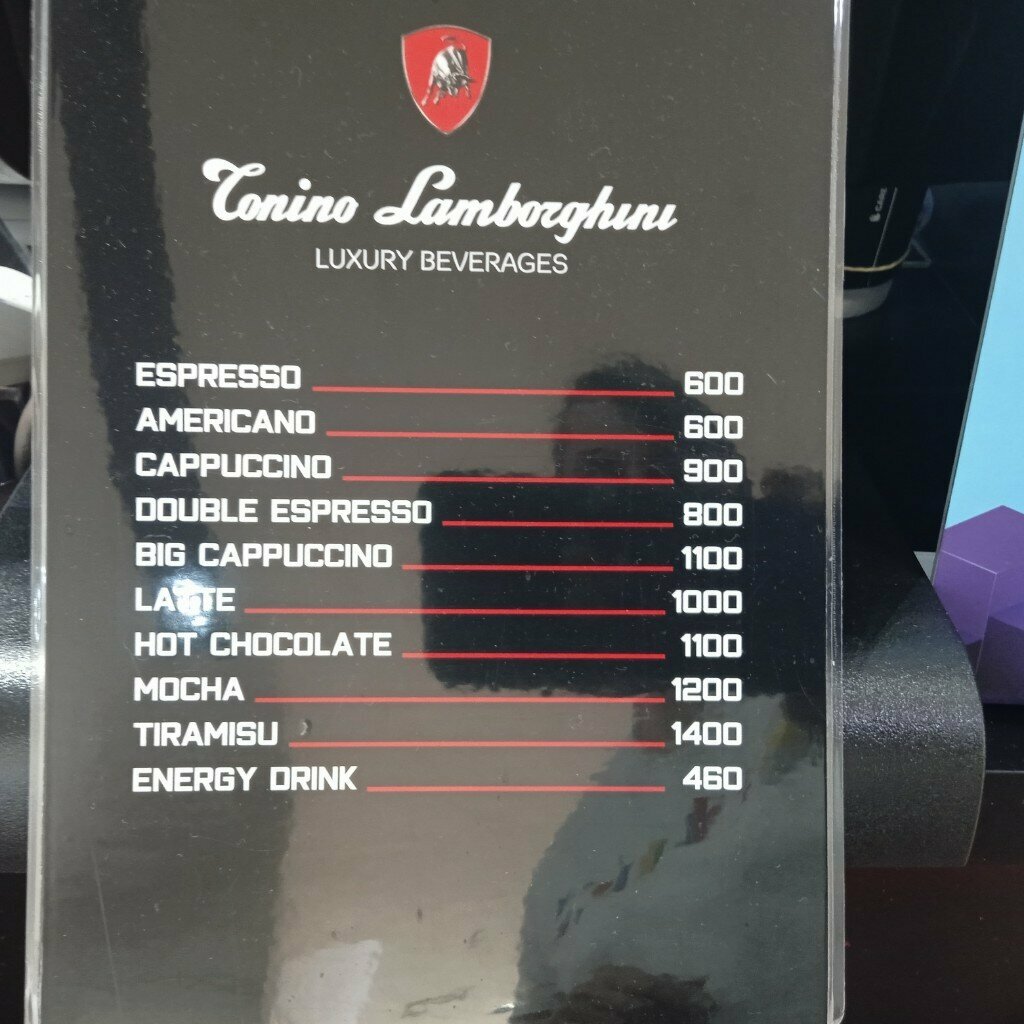 Tonino Lamborghini
LUXURY BEVERAGES
ESPRESSO 600
AMERICANO 600
CAPPUCCINO 900
DOUBLE ESPRESSO 800
BIG CAPPUCCINO 1100
LATTE 1000
HOT CHOCOLATE 1100
MOCHA 1200
TIRAMISU 1400
ENERGY DRINK 460
CARE